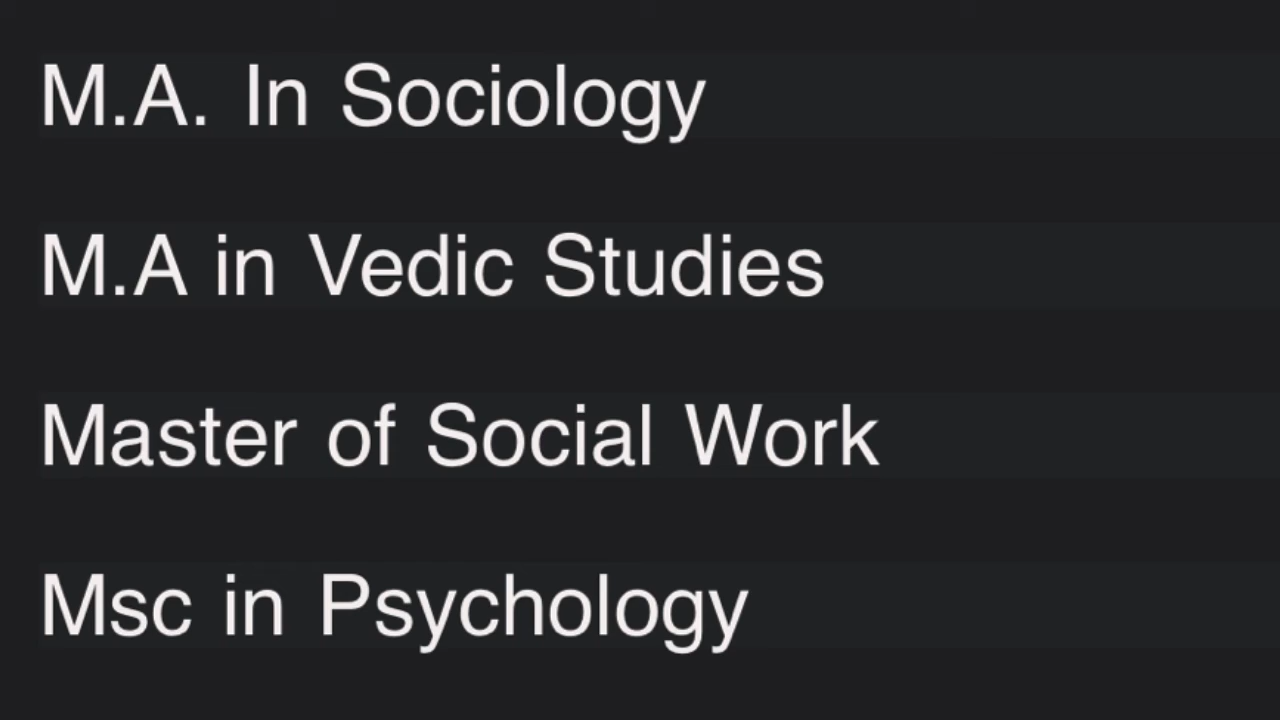 M.A. In Sociology
M.A in Vedic Studies
Master of Social Work
Msc in Psychology